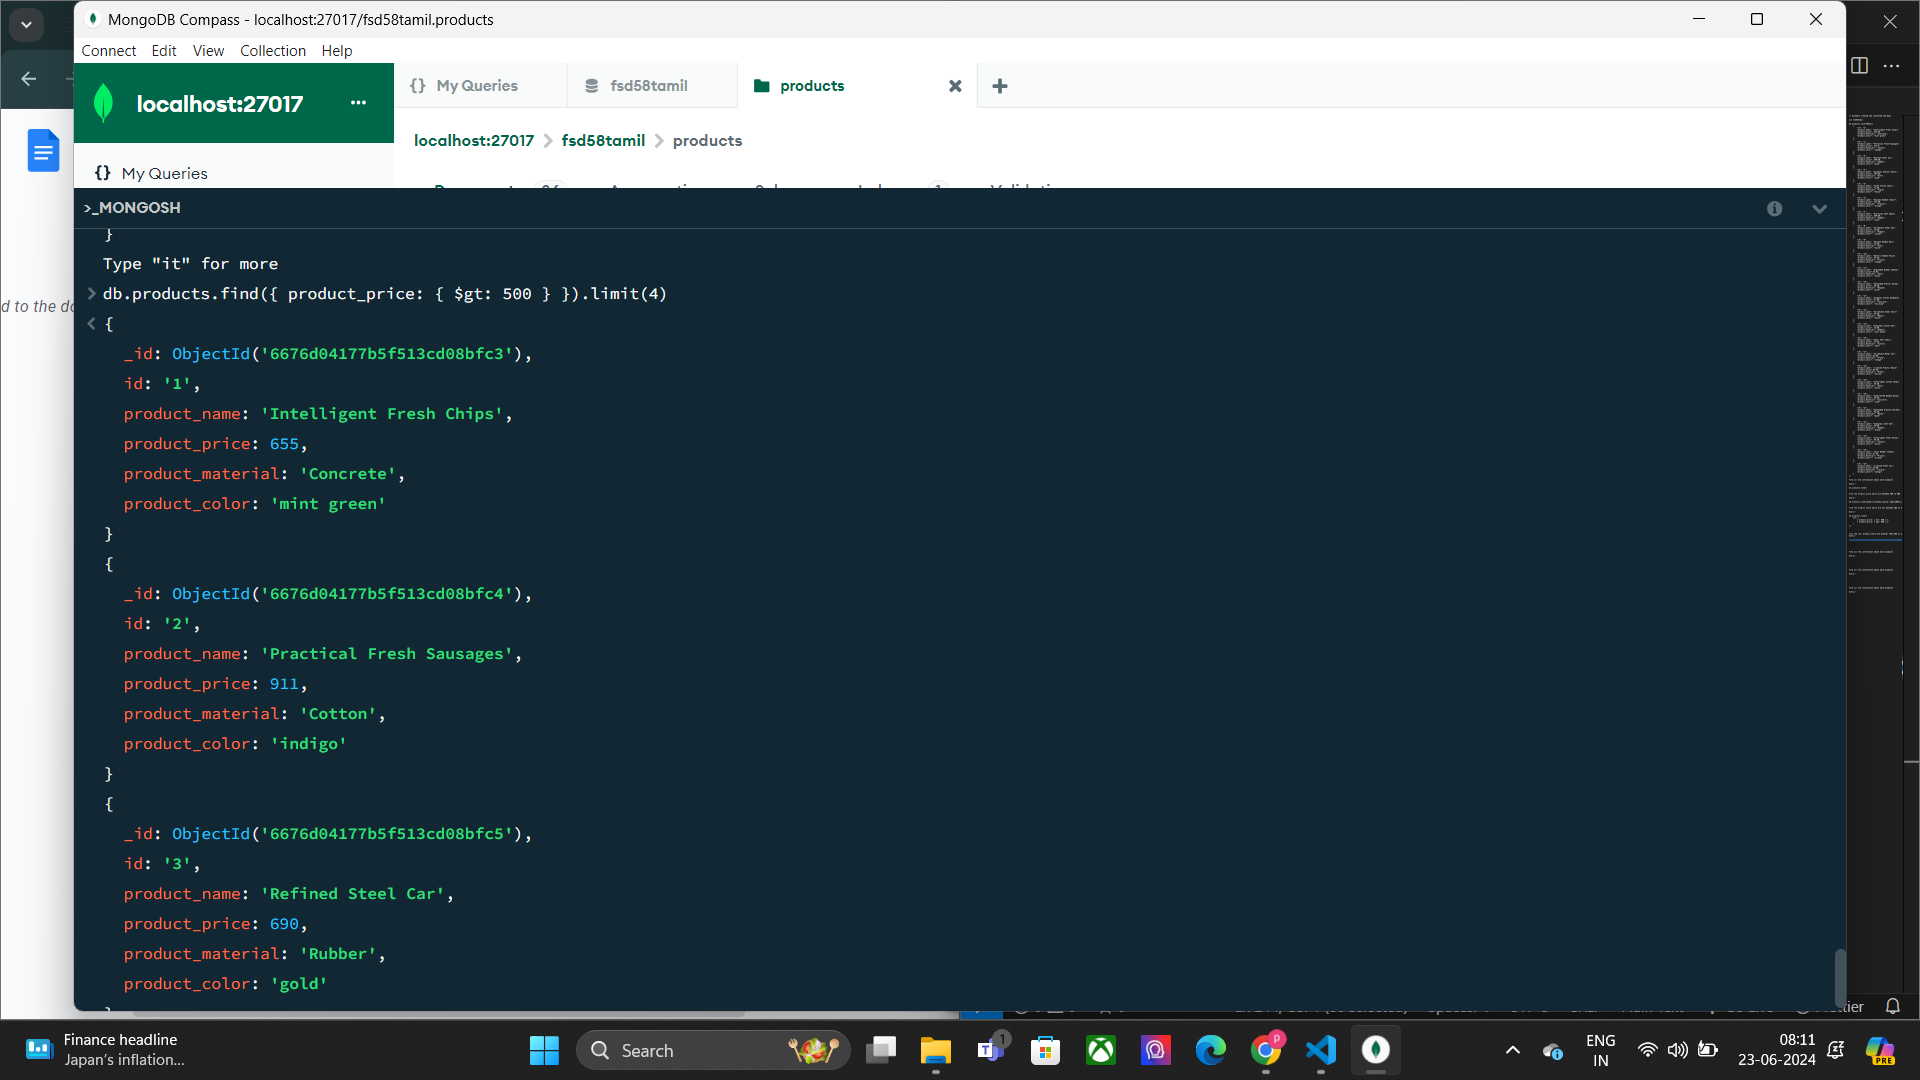 MongoDB Compass - localhost:27017/fsd58tamil.products
Connect Edit View Collection Help
localhost:27017 ...
{} My Queries
fsd58tamil
products
localhost:27017 > fsd58tamil > products
{} My Queries
>_MONGOSH
d to the do
}
Type "it" for more
db.products.find({ product_price: { $gt: 500 } }).limit(4)
{
_id: ObjectId('6676d04177b5f513cd08bfc3'),
id: '1',
product_name: 'Intelligent Fresh Chips',
product_price: 655,
product_material: 'Concrete',
product_color: 'mint green'
}
{
_id: ObjectId('6676d04177b5f513cd08bfc4'),
id: '2',
product_name: 'Practical Fresh Sausages',
product_price: 911,
product_material: 'Cotton',
product_color: 'indigo'
}
{
_id: ObjectId('6676d04177b5f513cd08bfc5'),
id: '3',
product_name: 'Refined Steel Car',
product_price: 690,
product_material: 'Rubber',
product_color: 'gold'
Finance headline
Japan's inflation...
Search
1
P
ENG
IN
08:11
23-06-2024
PRE